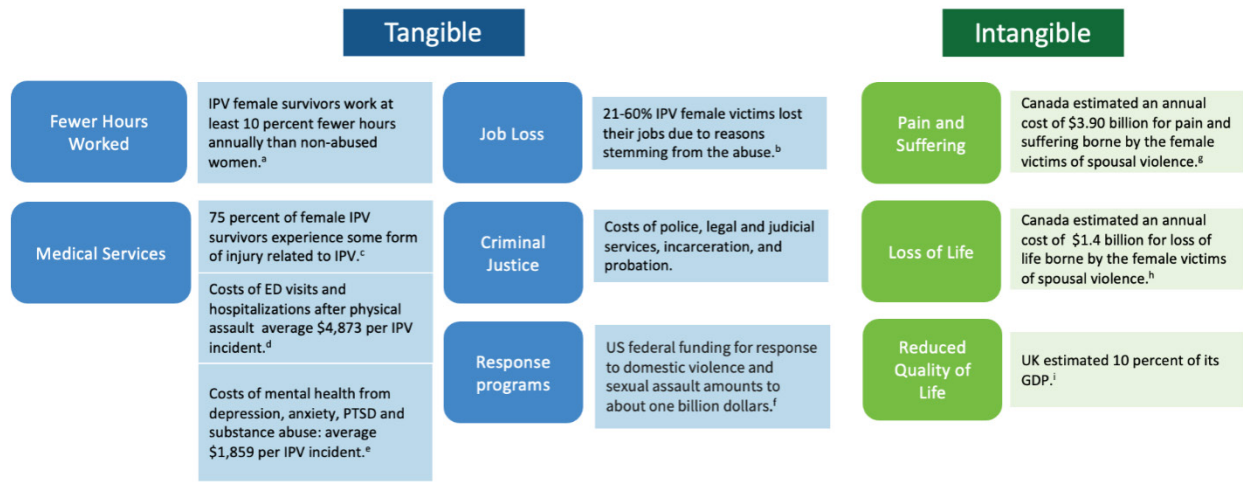 Tangible
Intangible
Fewer Hours
Worked
IPV female survivors work at
least 10 percent fewer hours
annually than non-abused
women.ᵃ
Job Loss
21-60% IPV female victims lost
their jobs due to reasons
stemming from the abuse.ᵇ
Pain and
Suffering
Canada estimated an annual
cost of $3.90 billion for pain and
suffering borne by the female
victims of spousal violence.ᵍ
Medical Services
75 percent of female IPV
survivors experience some form
of injury related to IPV.ᶜ
Costs of ED visits and
hospitalizations after physical
assault average $4,873 per IPV
incident.ᵈ
Costs of mental health from
depression, anxiety, PTSD and
substance abuse: average
$1,859 per IPV incident.ᵉ
Criminal
Justice
Costs of police, legal and judicial
services, incarceration, and
probation.
Loss of Life
Canada estimated an annual
cost of $1.4 billion for loss of
life borne by the female victims
of spousal violence.ʰ
Response
programs
US federal funding for response
to domestic violence and
sexual assault amounts to
about one billion dollars.ᶠ
Reduced
Quality of
Life
UK estimated 10 percent of its
GDP.ⁱ